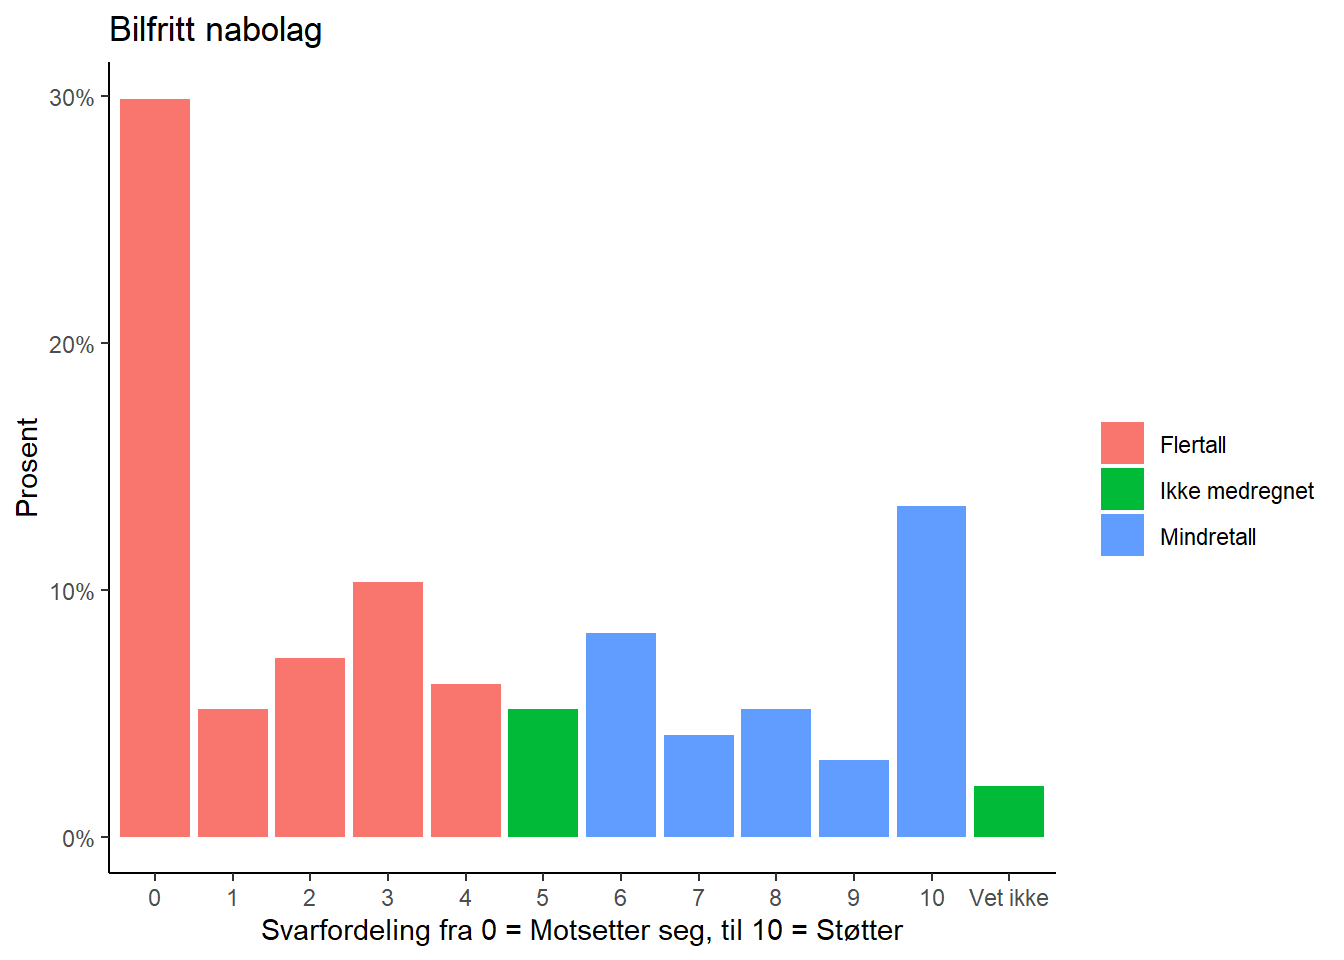 Bilfritt nabolag
30%
20%
10%
0%
Prosent
0 1 2 3 4 5 6 7 8 9 10 Vet ikke
Svarfordeling fra 0 = Motsetter seg, til 10 = Støtter
Flertall
Ikke medregnet
Mindretall